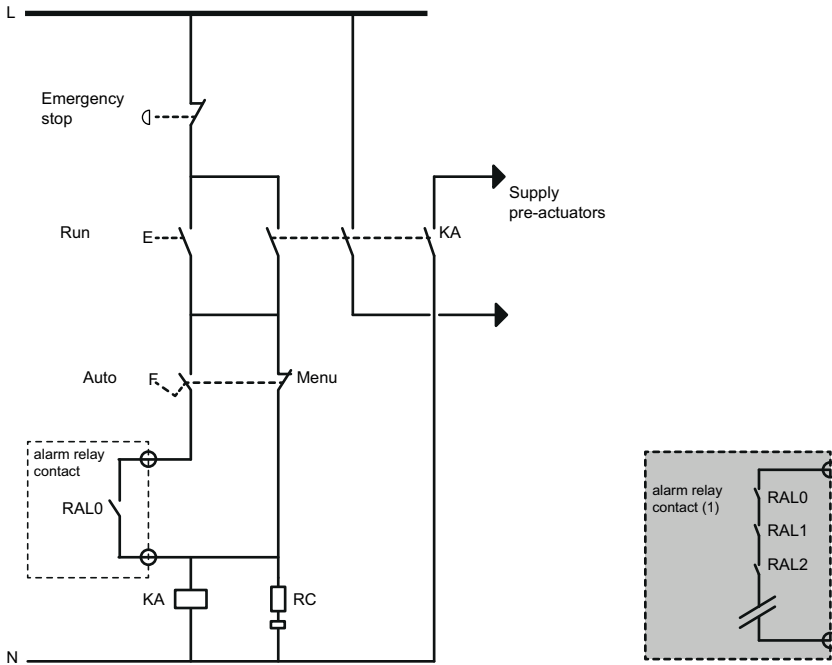 L
Emergency
stop
Supply
pre-actuators
Run
E
KA
Auto
F
Menu
alarm relay
contact
RAL0
alarm relay
contact (1)
RAL0
RAL1
RAL2
KA
RC
N